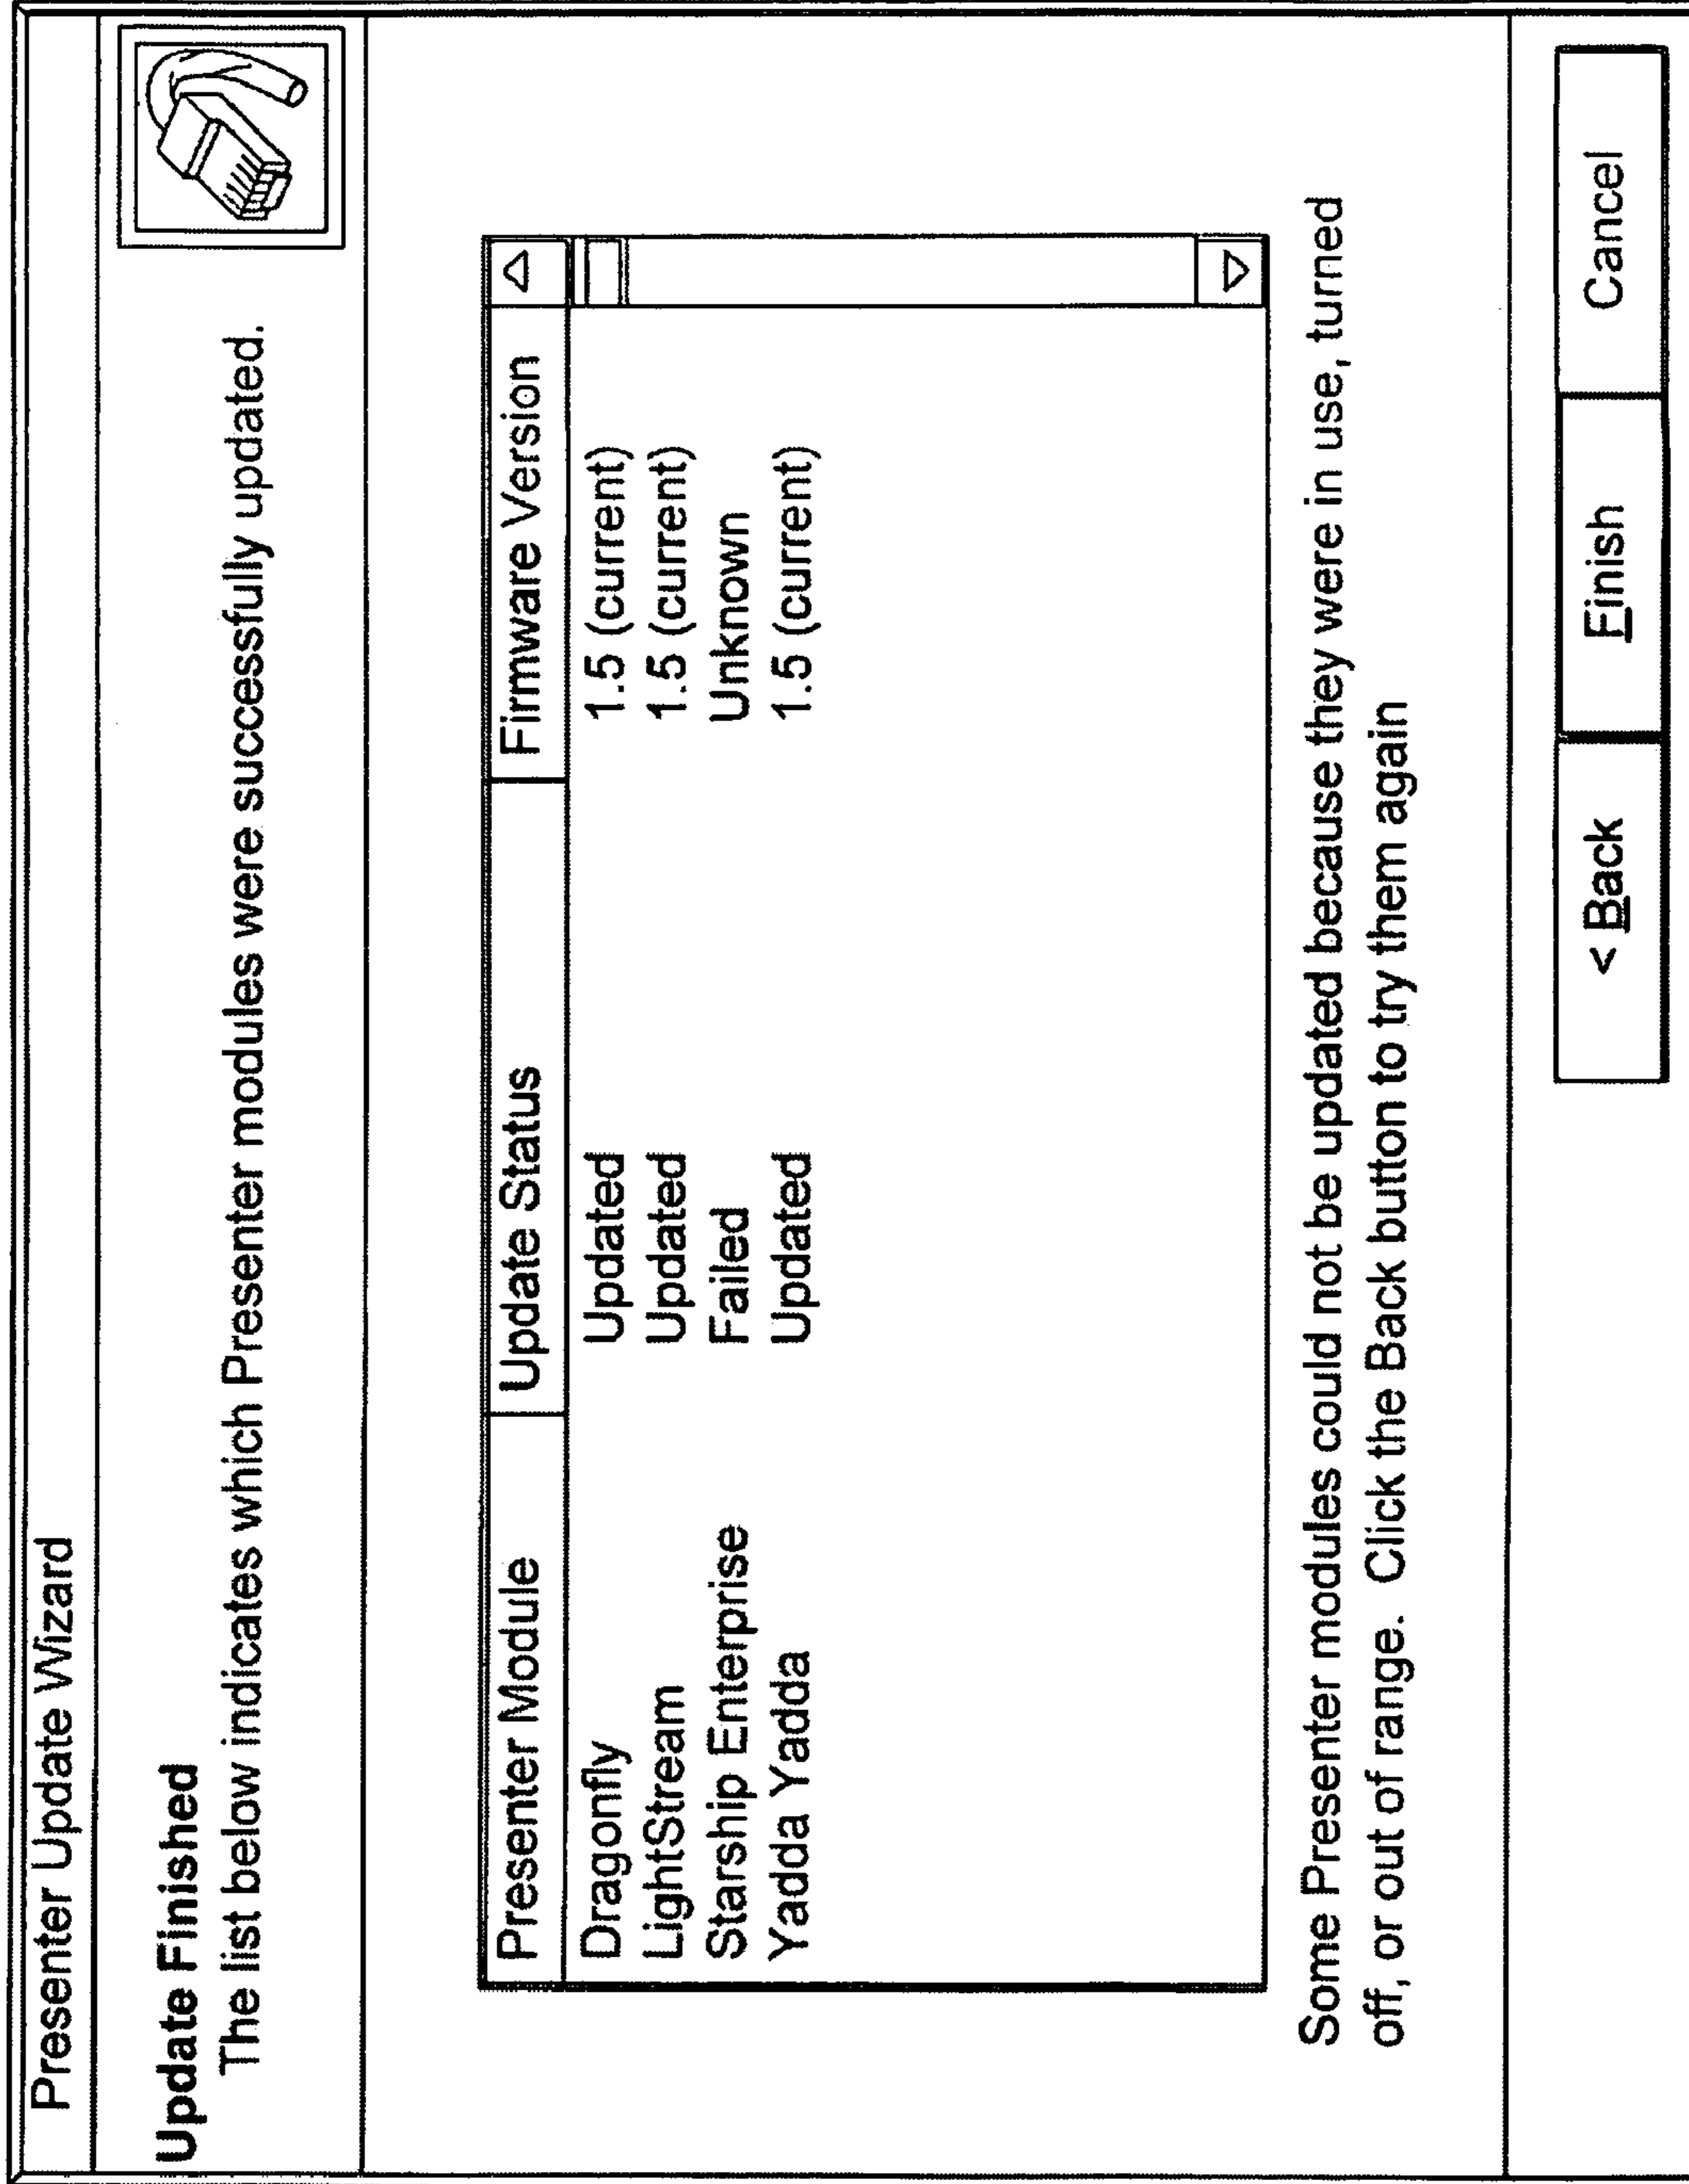 Presenter Update Wizard
Update Finished
The list below indicates which Presenter modules were successfully updated.
Presenter Module Update Status Firmware Version
Dragonfly Updated 1.5 (current)
LightStream Updated 1.5 (current)
Starship Enterprise Failed Unknown
Yadda Yadda Updated 1.5 (current)
Some Presenter modules could not be updated because they were in use, turned
off, or out of range. Click the Back button to try them again
< Back Finish Cancel